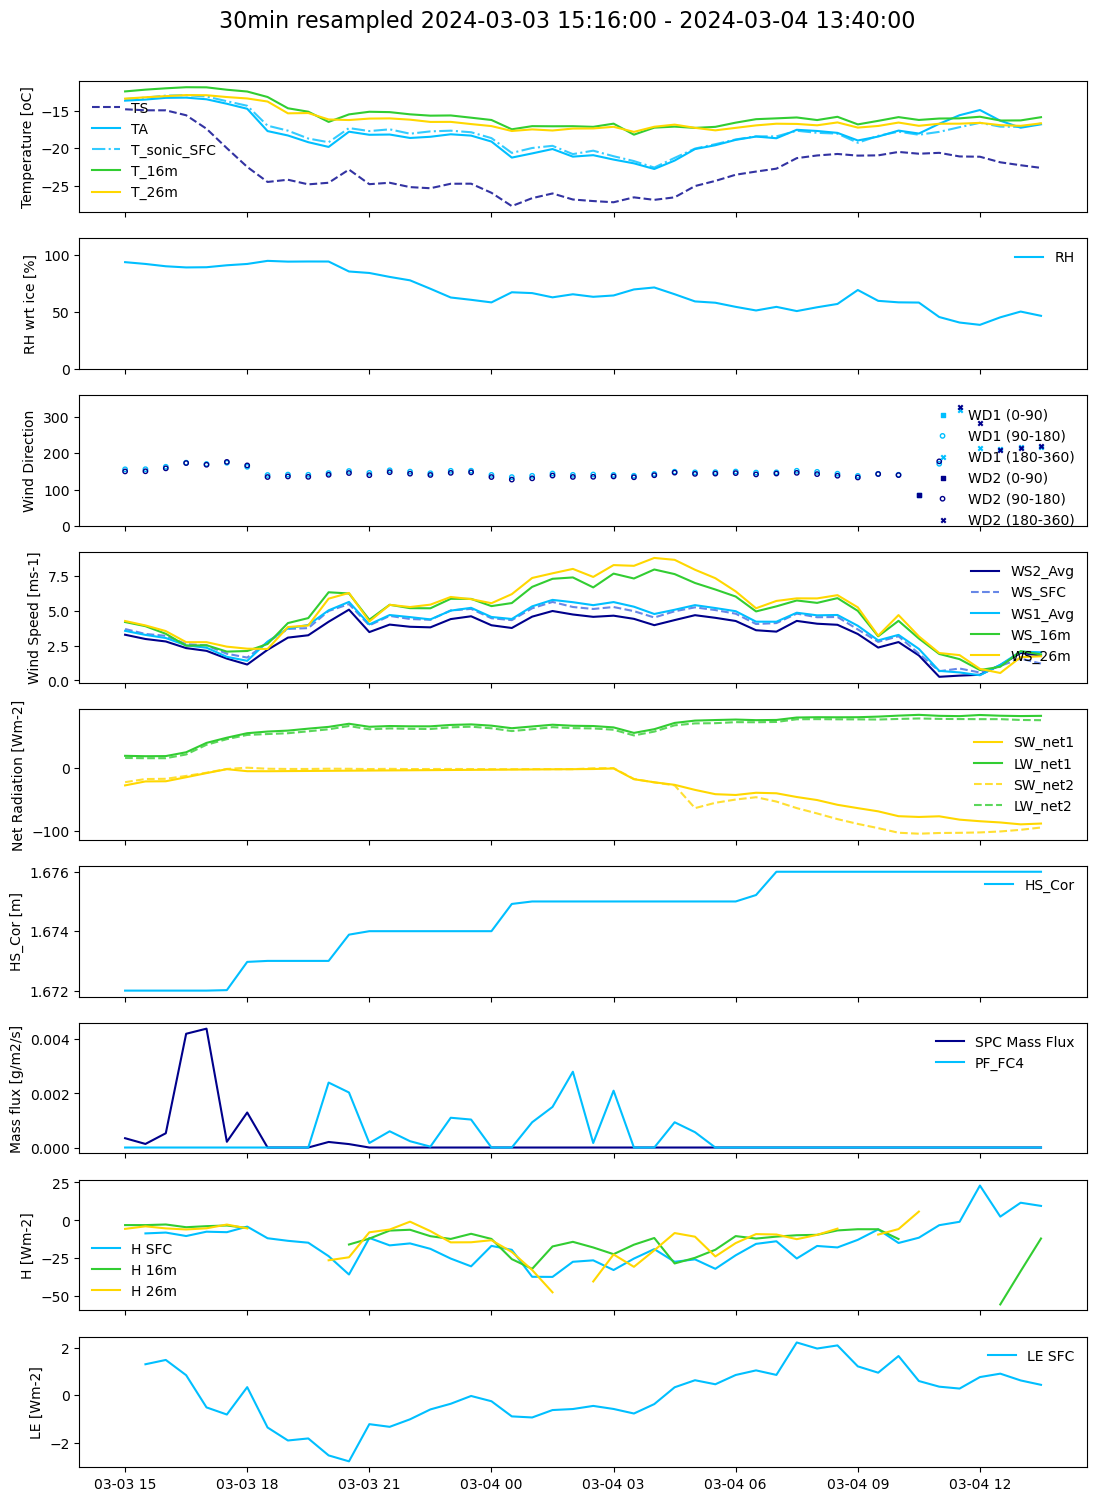 30min resampled 2024-03-03 15:16:00 - 2024-03-04 13:40:00
Temperature [oC]
−15
−20
−25
TS
TA
T_sonic_SFC
T_16m
T_26m
RH wrt ice [%]
100
50
0
RH
Wind Direction
300
200
100
0
WD1 (0-90)
WD1 (90-180)
WD1 (180-360)
WD2 (0-90)
WD2 (90-180)
WD2 (180-360)
Wind Speed [ms-1]
7.5
5.0
2.5
0.0
WS2_Avg
WS_SFC
WS1_Avg
WS_16m
WS_26m
Net Radiation [Wm-2]
0
−100
SW_net1
LW_net1
SW_net2
LW_net2
HS_Cor [m]
1.676
1.674
1.672
HS_Cor
Mass flux [g/m2/s]
0.004
0.002
0.000
SPC Mass Flux
PF_FC4
H [Wm-2]
25
0
−25
−50
H SFC
H 16m
H 26m
LE [Wm-2]
2
0
−2
LE SFC
03-03 15 03-03 18 03-03 21 03-04 00 03-04 03 03-04 06 03-04 09 03-04 12